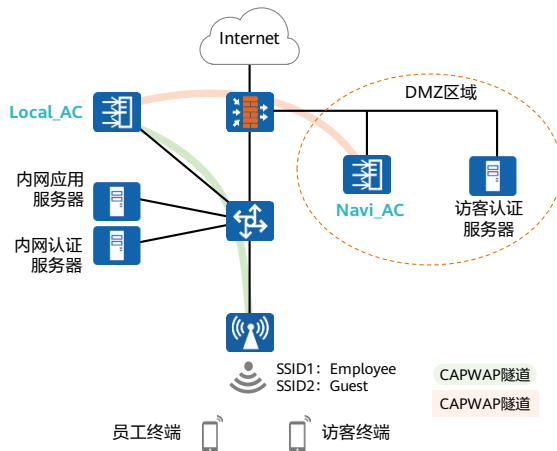 Internet
DMZ区域
Local_AC
内网应用
服务器
Navi_AC
访客认证
服务器
内网认证
服务器
SSID1：Employee
SSID2：Guest
CAPWAP隧道
CAPWAP隧道
员工终端
访客终端